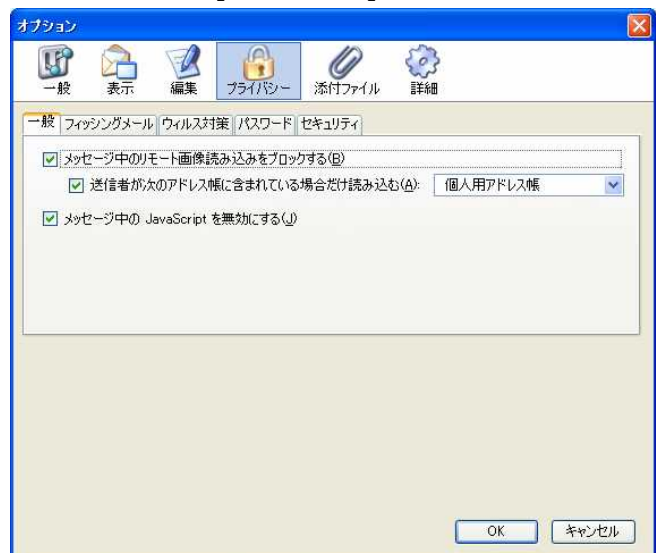 オプション
一般 表示 編集 プライバシー 添付ファイル 詳細
一般 フィッシングメール ウィルス対策 パスワード セキュリティ
メッセージ中のリモート画像読み込みをブロックする(B)
送信者が次のアドレス帳に含まれている場合だけ読み込む(A): 個人用アドレス帳
メッセージ中の JavaScript を無効にする(J)
OK キャンセル